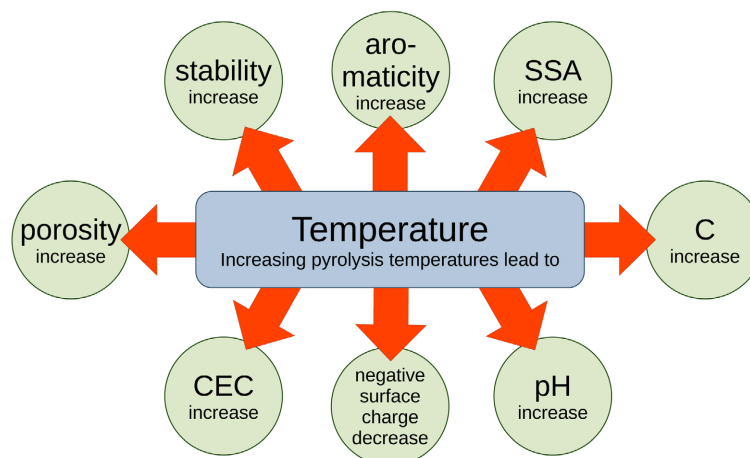 stability
increase
aro-
maticity
increase
SSA
increase
porosity
increase
Temperature
Increasing pyrolysis temperatures lead to
C
increase
CEC
increase
negative
surface
charge
decrease
pH
increase